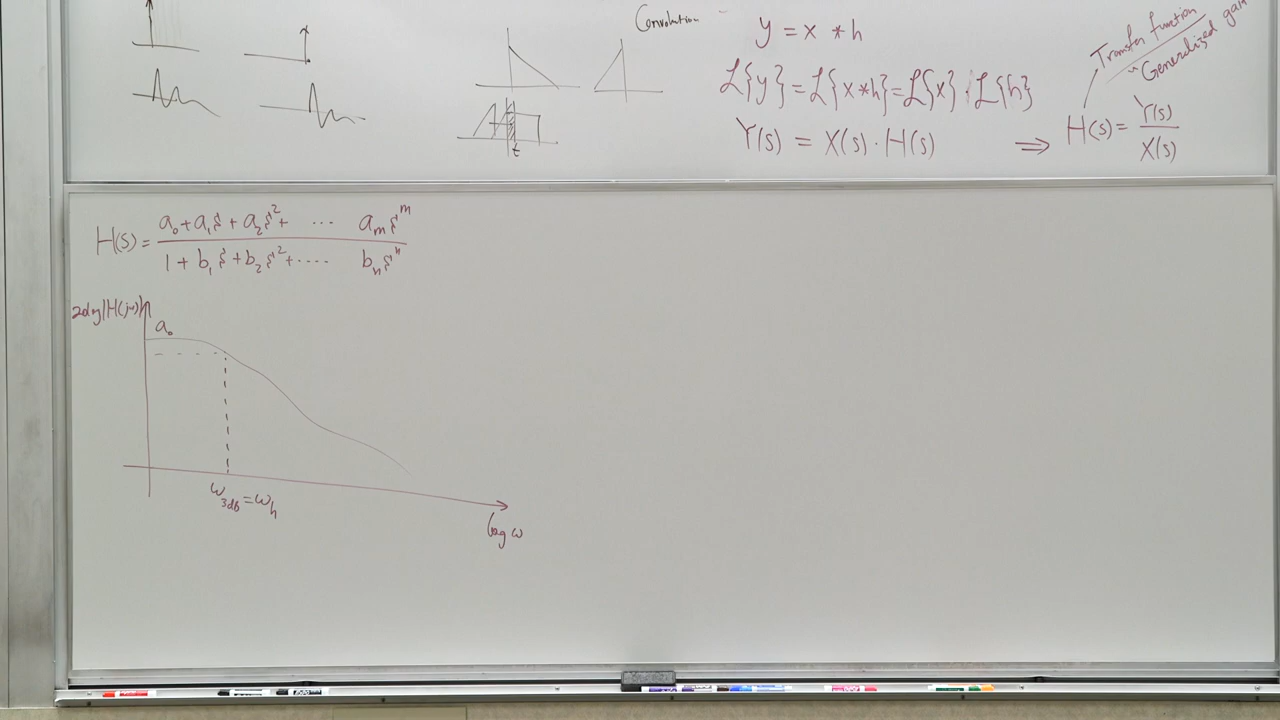 Convolution
y = x * h
ℒ{y} = ℒ{x * h} = ℒ{x} · ℒ{h}
Y(s) = X(s) · H(s) ⇒ H(s) = Y(s) / X(s)
Transfer function
"Generalized gain
t
H(s) = (a₀ + a₁s + a₂s² + ... aₘsᵐ) / (1 + b₁s + b₂s² + .... bₙsⁿ)
20log|H(jω)|
a₀
ω3db = ωh
log ω